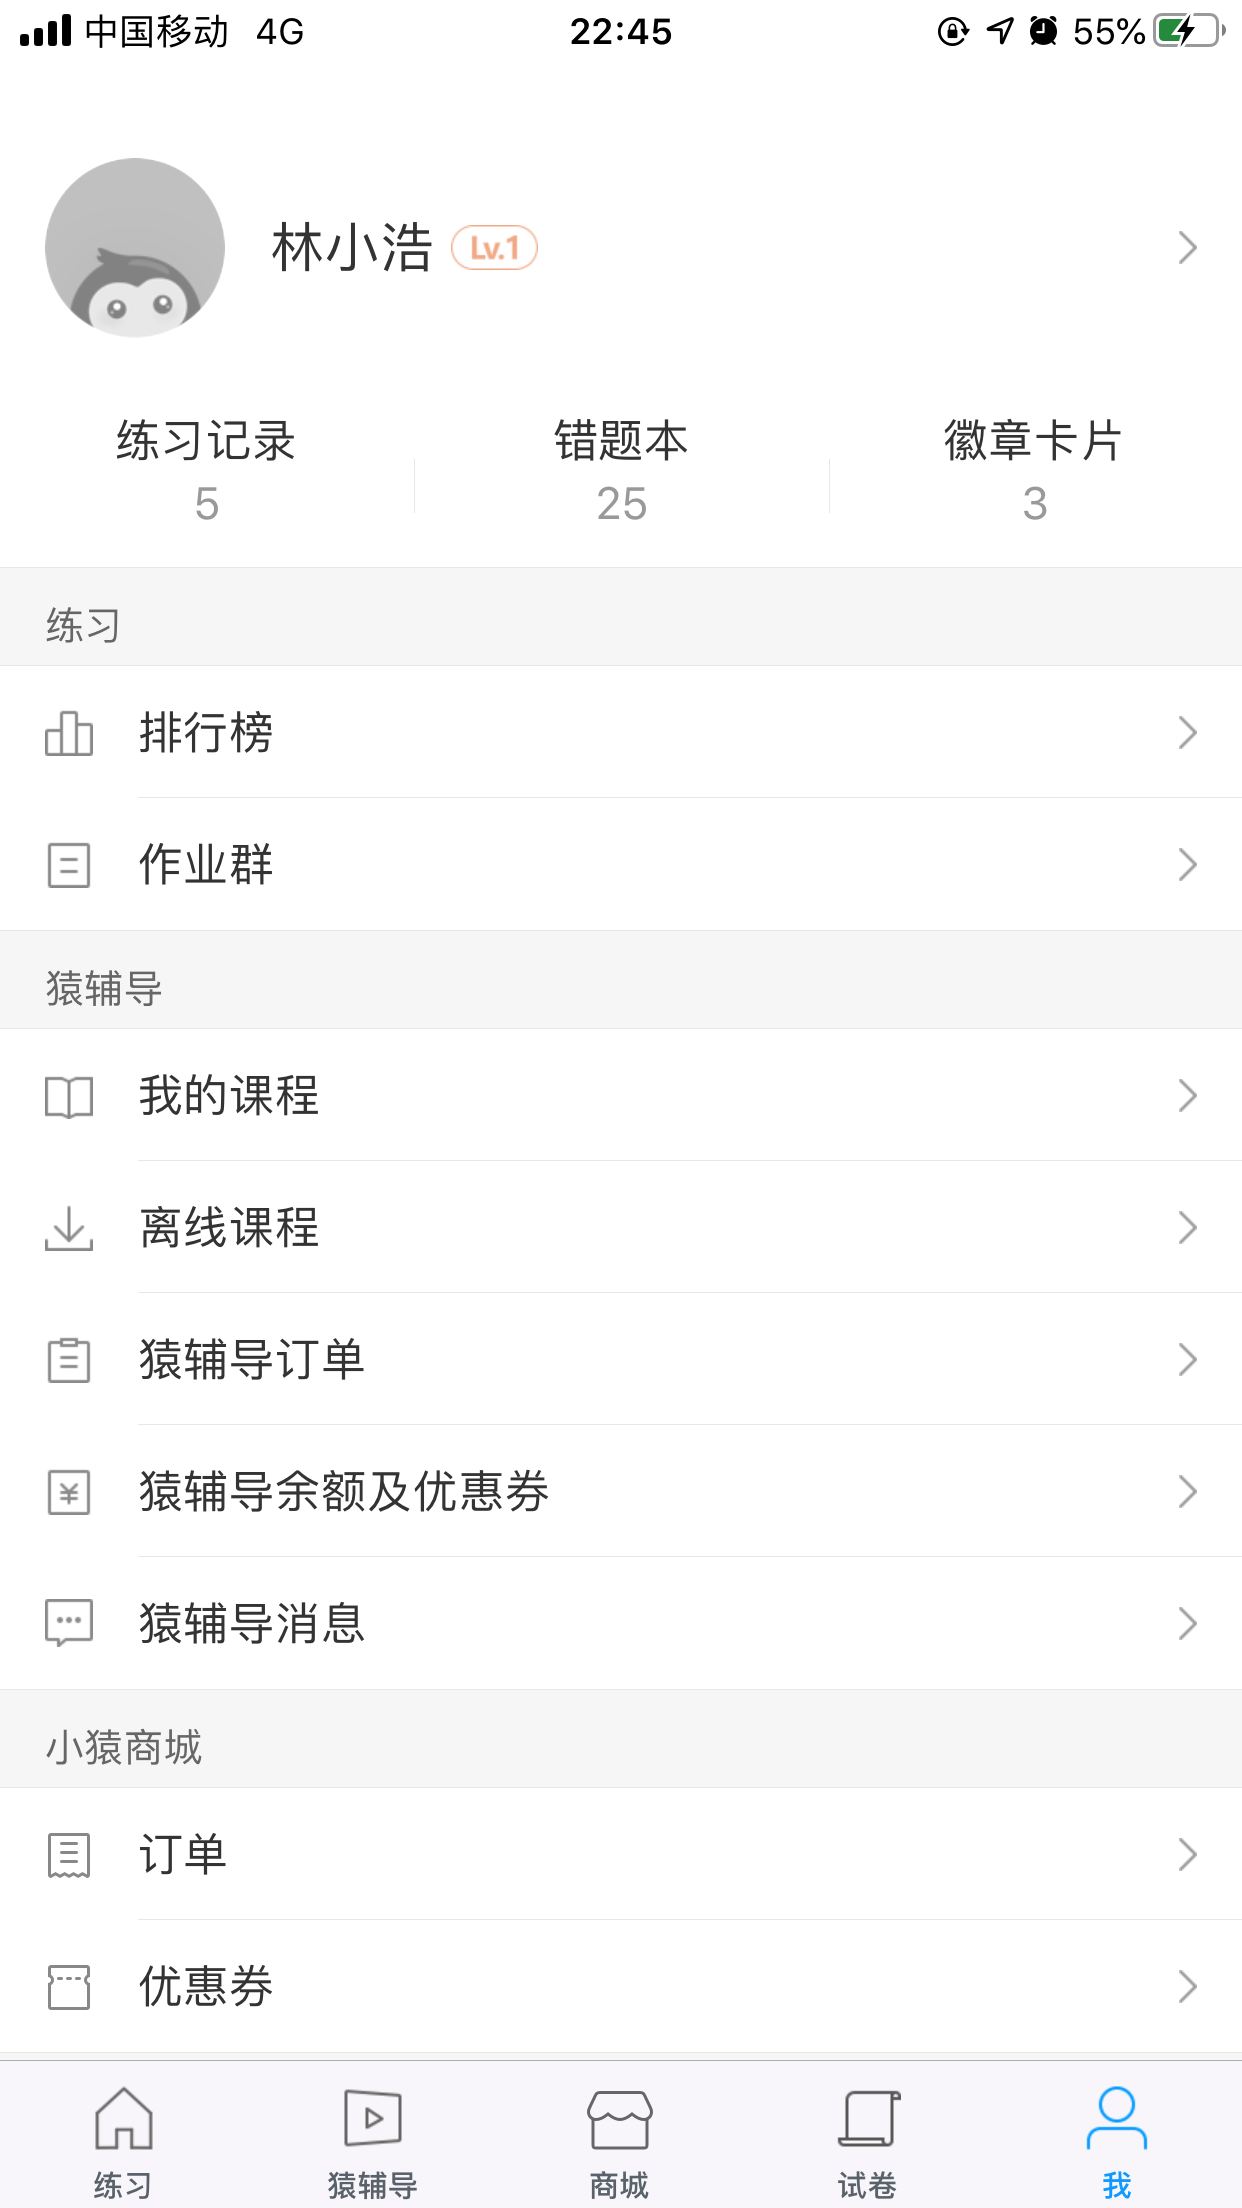 中国移动 4G 22:45 55%
林小浩 Lv.1
练习记录 错题本 徽章卡片
5 25 3
练习
排行榜
作业群
猿辅导
我的课程
离线课程
猿辅导订单
猿辅导余额及优惠券
猿辅导消息
小猿商城
订单
优惠券
练习 猿辅导 商城 试卷 我